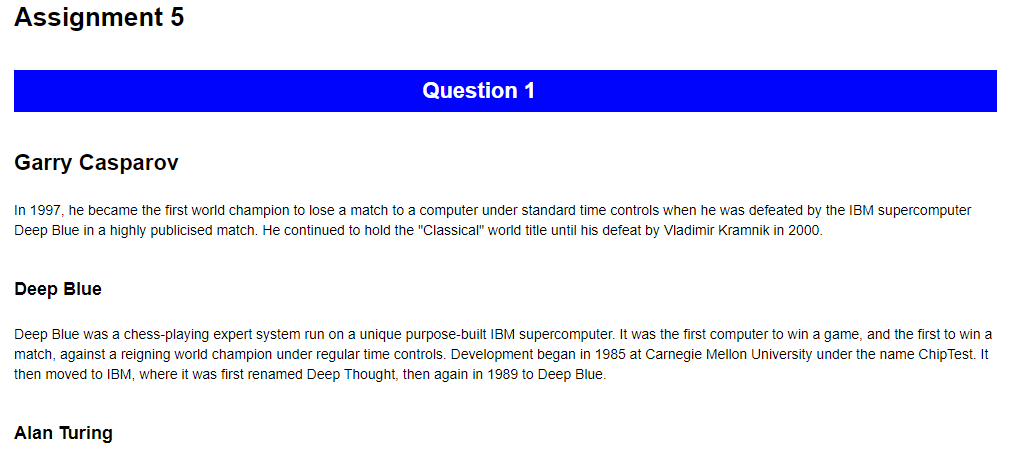 Assignment 5
Question 1
Garry Casparov
In 1997, he became the first world champion to lose a match to a computer under standard time controls when he was defeated by the IBM supercomputer
Deep Blue in a highly publicised match. He continued to hold the "Classical" world title until his defeat by Vladimir Kramnik in 2000.
Deep Blue
Deep Blue was a chess-playing expert system run on a unique purpose-built IBM supercomputer. It was the first computer to win a game, and the first to win a
match, against a reigning world champion under regular time controls. Development began in 1985 at Carnegie Mellon University under the name ChipTest. It
then moved to IBM, where it was first renamed Deep Thought, then again in 1989 to Deep Blue.
Alan Turing